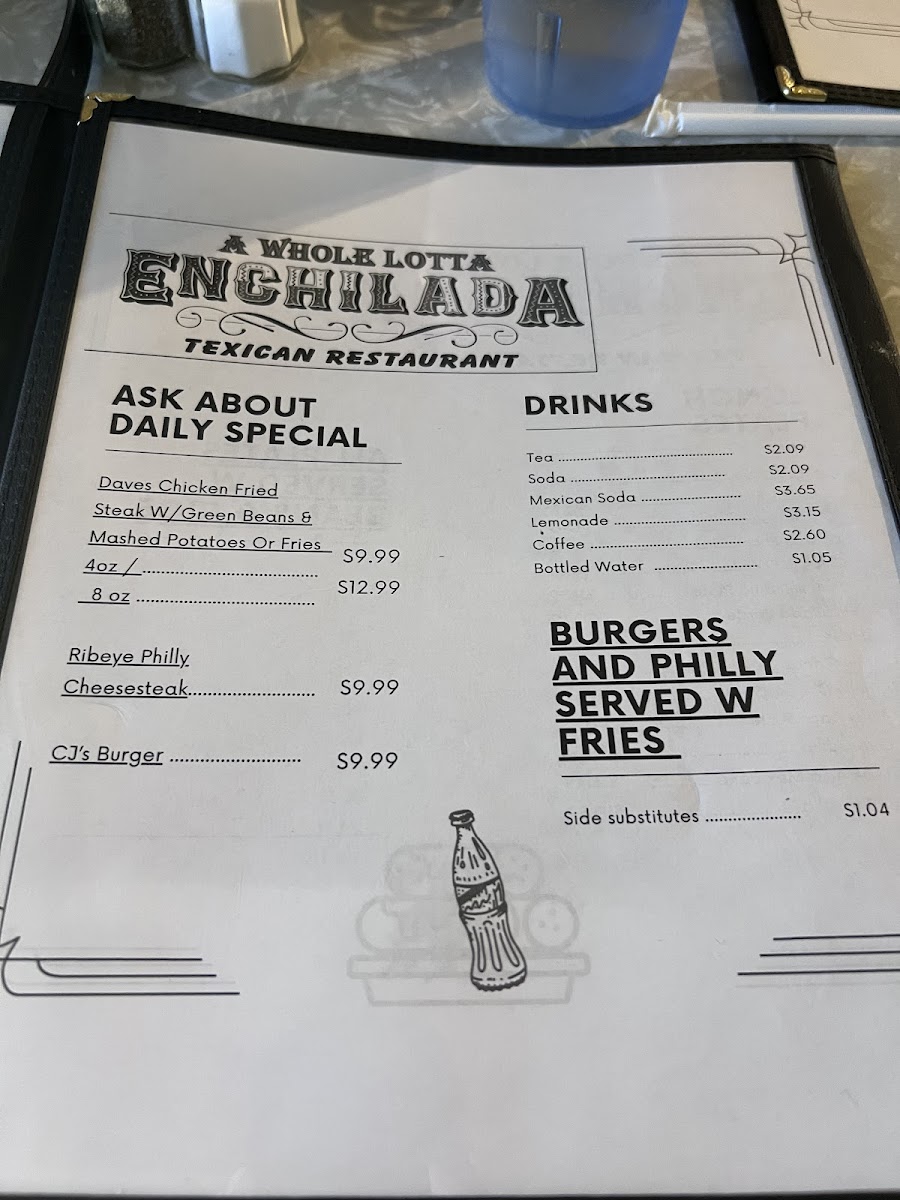 A WHOLE LOTTA
ENCHILADA
TEXICAN RESTAURANT
ASK ABOUT
DAILY SPECIAL
Daves Chicken Fried
Steak W/Green Beans &
Mashed Potatoes Or Fries
4oz / .............................. $9.99
8 oz .............................. $12.99
Ribeye Philly
Cheesesteak...................... $9.99
CJ's Burger ...................... $9.99
DRINKS
Tea .............................. $2.09
Soda .............................. $2.09
Mexican Soda .................... $3.65
Lemonade ........................ $3.15
Coffee ............................ $2.60
Bottled Water .................... $1.05
BURGERS
AND PHILLY
SERVED W
FRIES
Side substitutes .................... $1.04